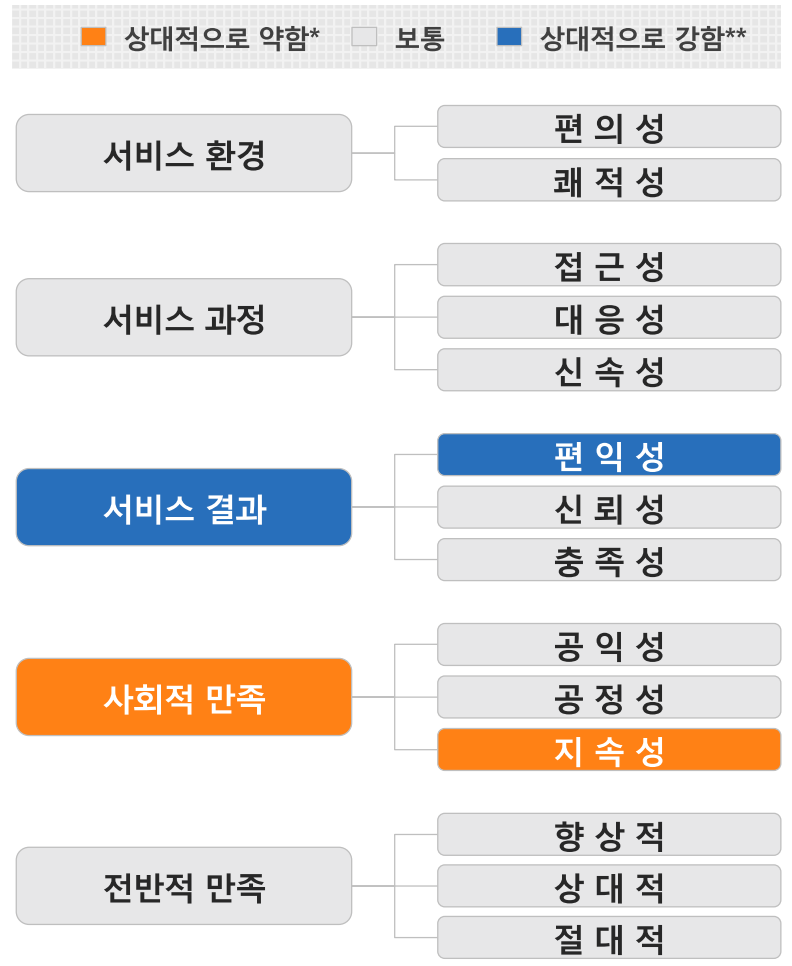 상대적으로 약함* 보통 상대적으로 강함**
서비스 환경
편 의 성
쾌 적 성
서비스 과정
접 근 성
대 응 성
신 속 성
서비스 결과
편 익 성
신 뢰 성
충 족 성
사회적 만족
공 익 성
공 정 성
지 속 성
전반적 만족
향 상 적
상 대 적
절 대 적